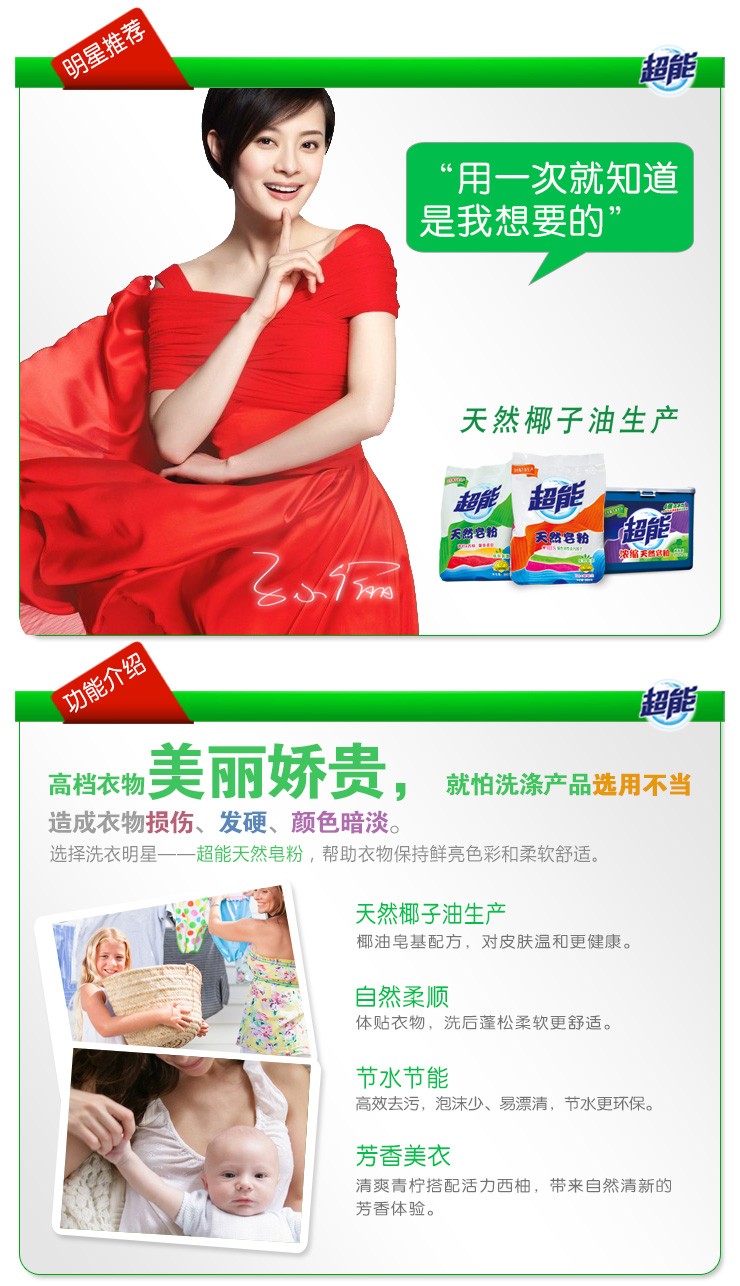 明星推荐
超能
“用一次就知道
是我想要的”
天然椰子油生产
超能
天然皂粉
超能
天然皂粉
超能
浓缩天然皂粉
孙俪
功能介绍
超能
高档衣物美丽娇贵，就怕洗涤产品选用不当
造成衣物损伤、发硬、颜色暗淡。
选择洗衣明星——超能天然皂粉，帮助衣物保持鲜亮色彩和柔软舒适。
天然椰子油生产
椰油皂基配方，对皮肤温和更健康。
自然柔顺
体贴衣物，洗后蓬松柔软更舒适。
节水节能
高效去污，泡沫少、易漂清，节水更环保。
芳香美衣
清爽青柠搭配活力西柚，带来自然清新的
芳香体验。